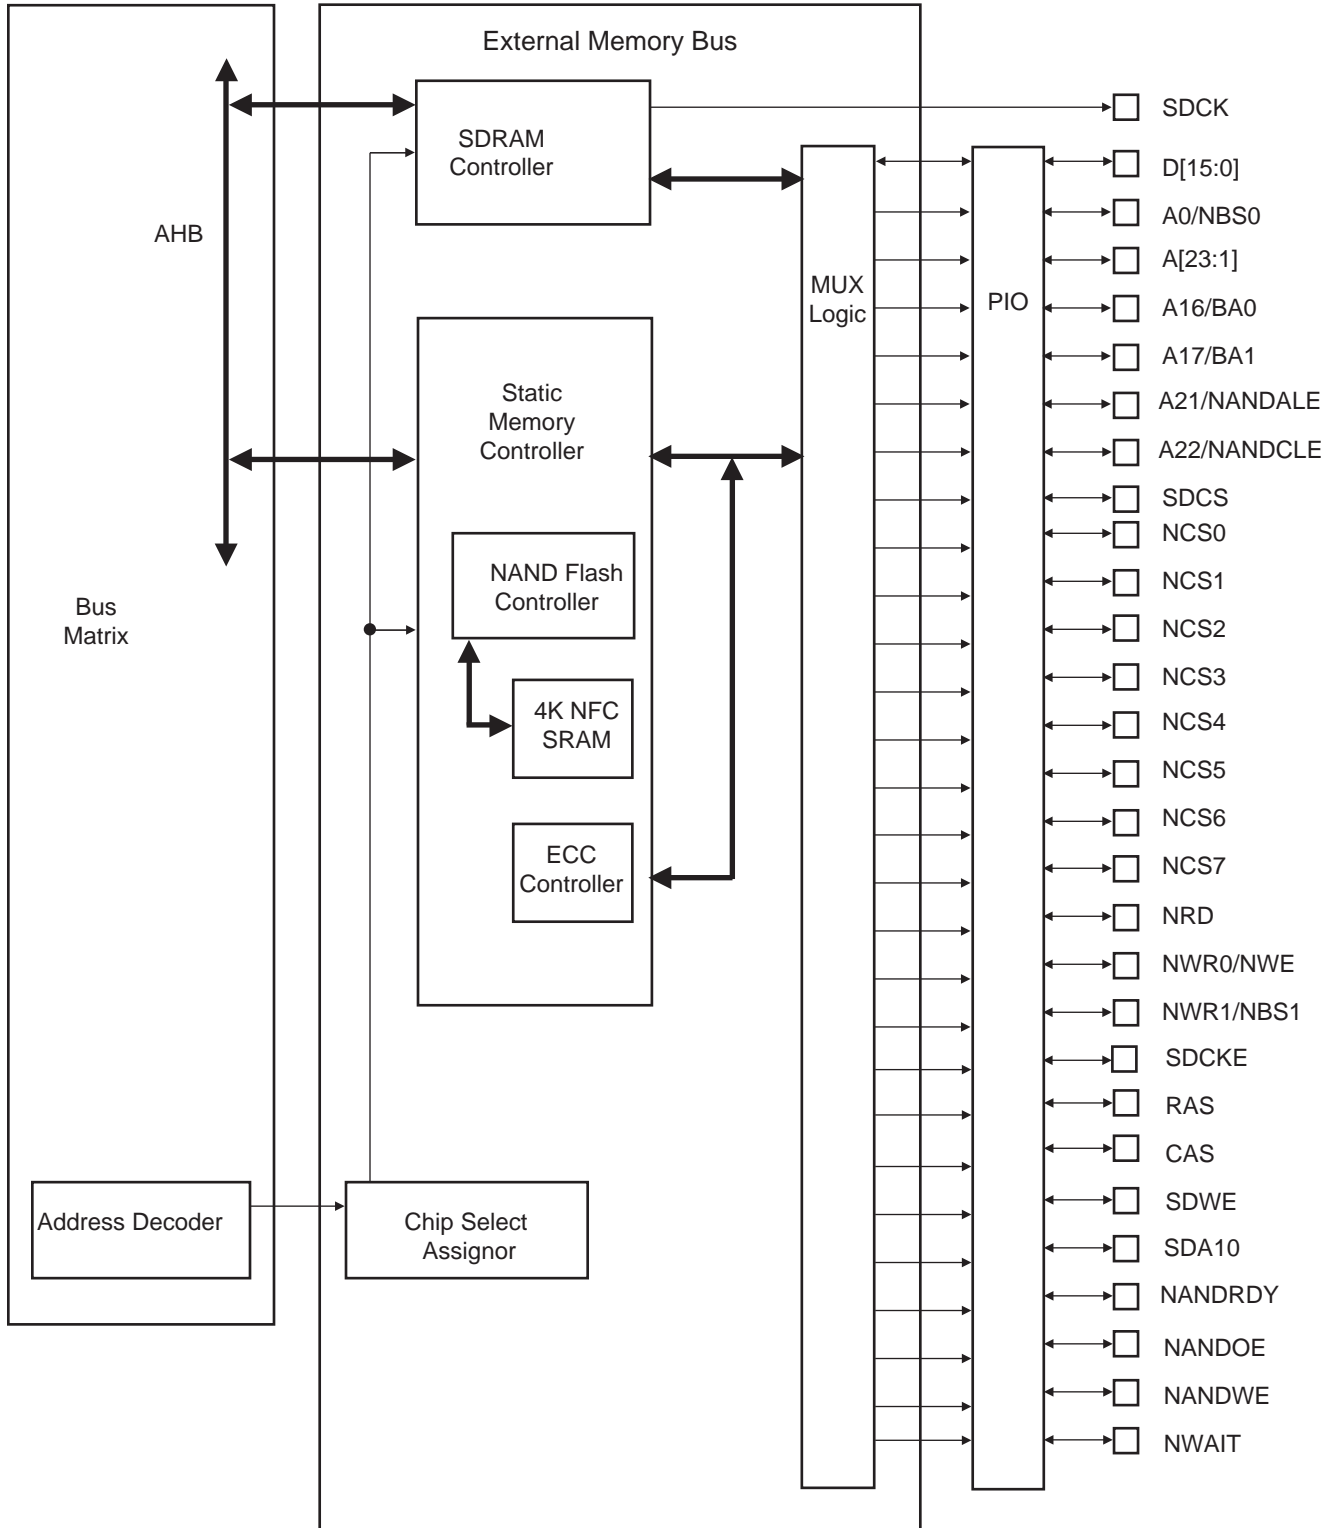 External Memory Bus
SDRAM
Controller
AHB
MUX
Logic
PIO
Static
Memory
Controller
NAND Flash
Controller
Bus
Matrix
4K NFC
SRAM
ECC
Controller
Address Decoder
Chip Select
Assignor
SDCK
D[15:0]
A0/NBS0
A[23:1]
A16/BA0
A17/BA1
A21/NANDALE
A22/NANDCLE
SDCS
NCS0
NCS1
NCS2
NCS3
NCS4
NCS5
NCS6
NCS7
NRD
NWR0/NWE
NWR1/NBS1
SDCKE
RAS
CAS
SDWE
SDA10
NANDRDY
NANDOE
NANDWE
NWAIT